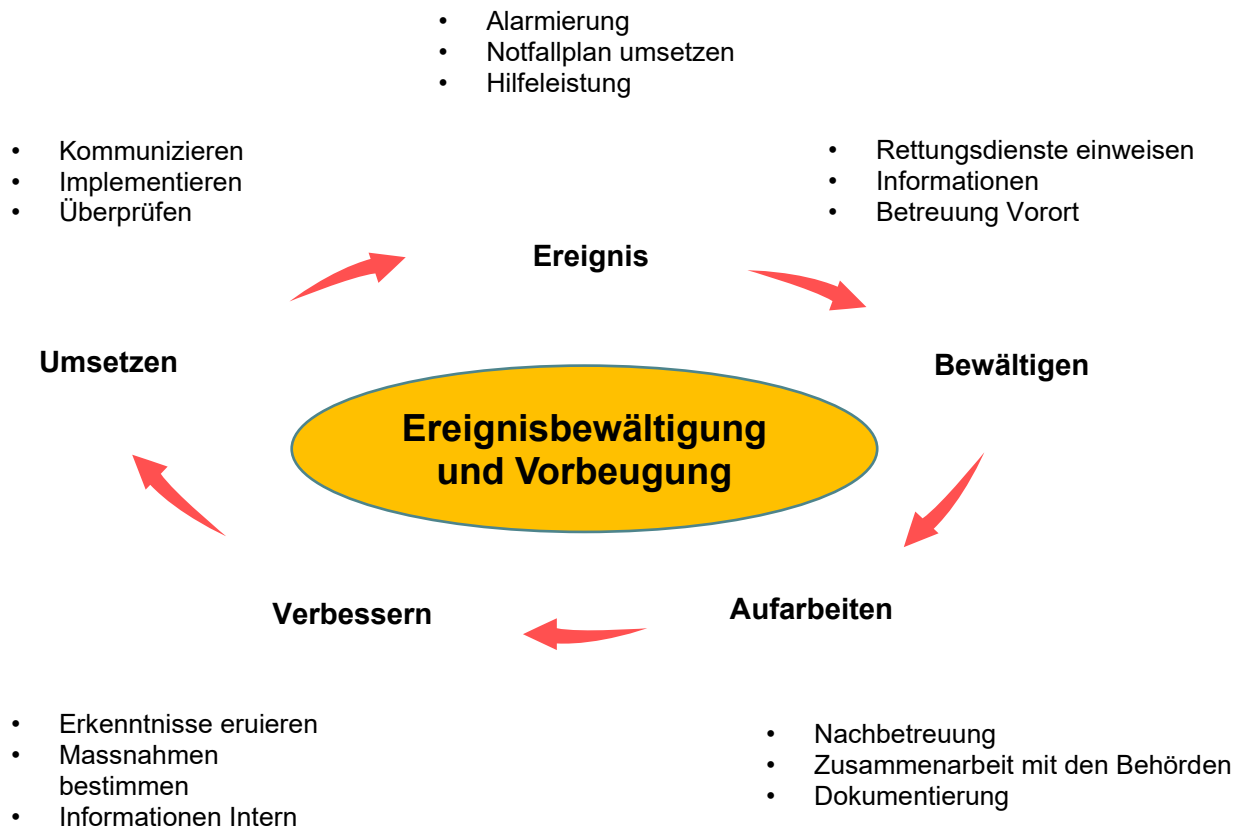 • Alarmierung
• Notfallplan umsetzen
• Hilfeleistung
• Kommunizieren
• Implementieren
• Überprüfen
• Rettungsdienste einweisen
• Informationen
• Betreuung Vorort
Ereignis
Umsetzen
Bewältigen
Ereignisbewältigung
und Vorbeugung
Verbessern
Aufarbeiten
• Erkenntnisse eruieren
• Massnahmen
bestimmen
• Informationen Intern
• Nachbetreuung
• Zusammenarbeit mit den Behörden
• Dokumentierung